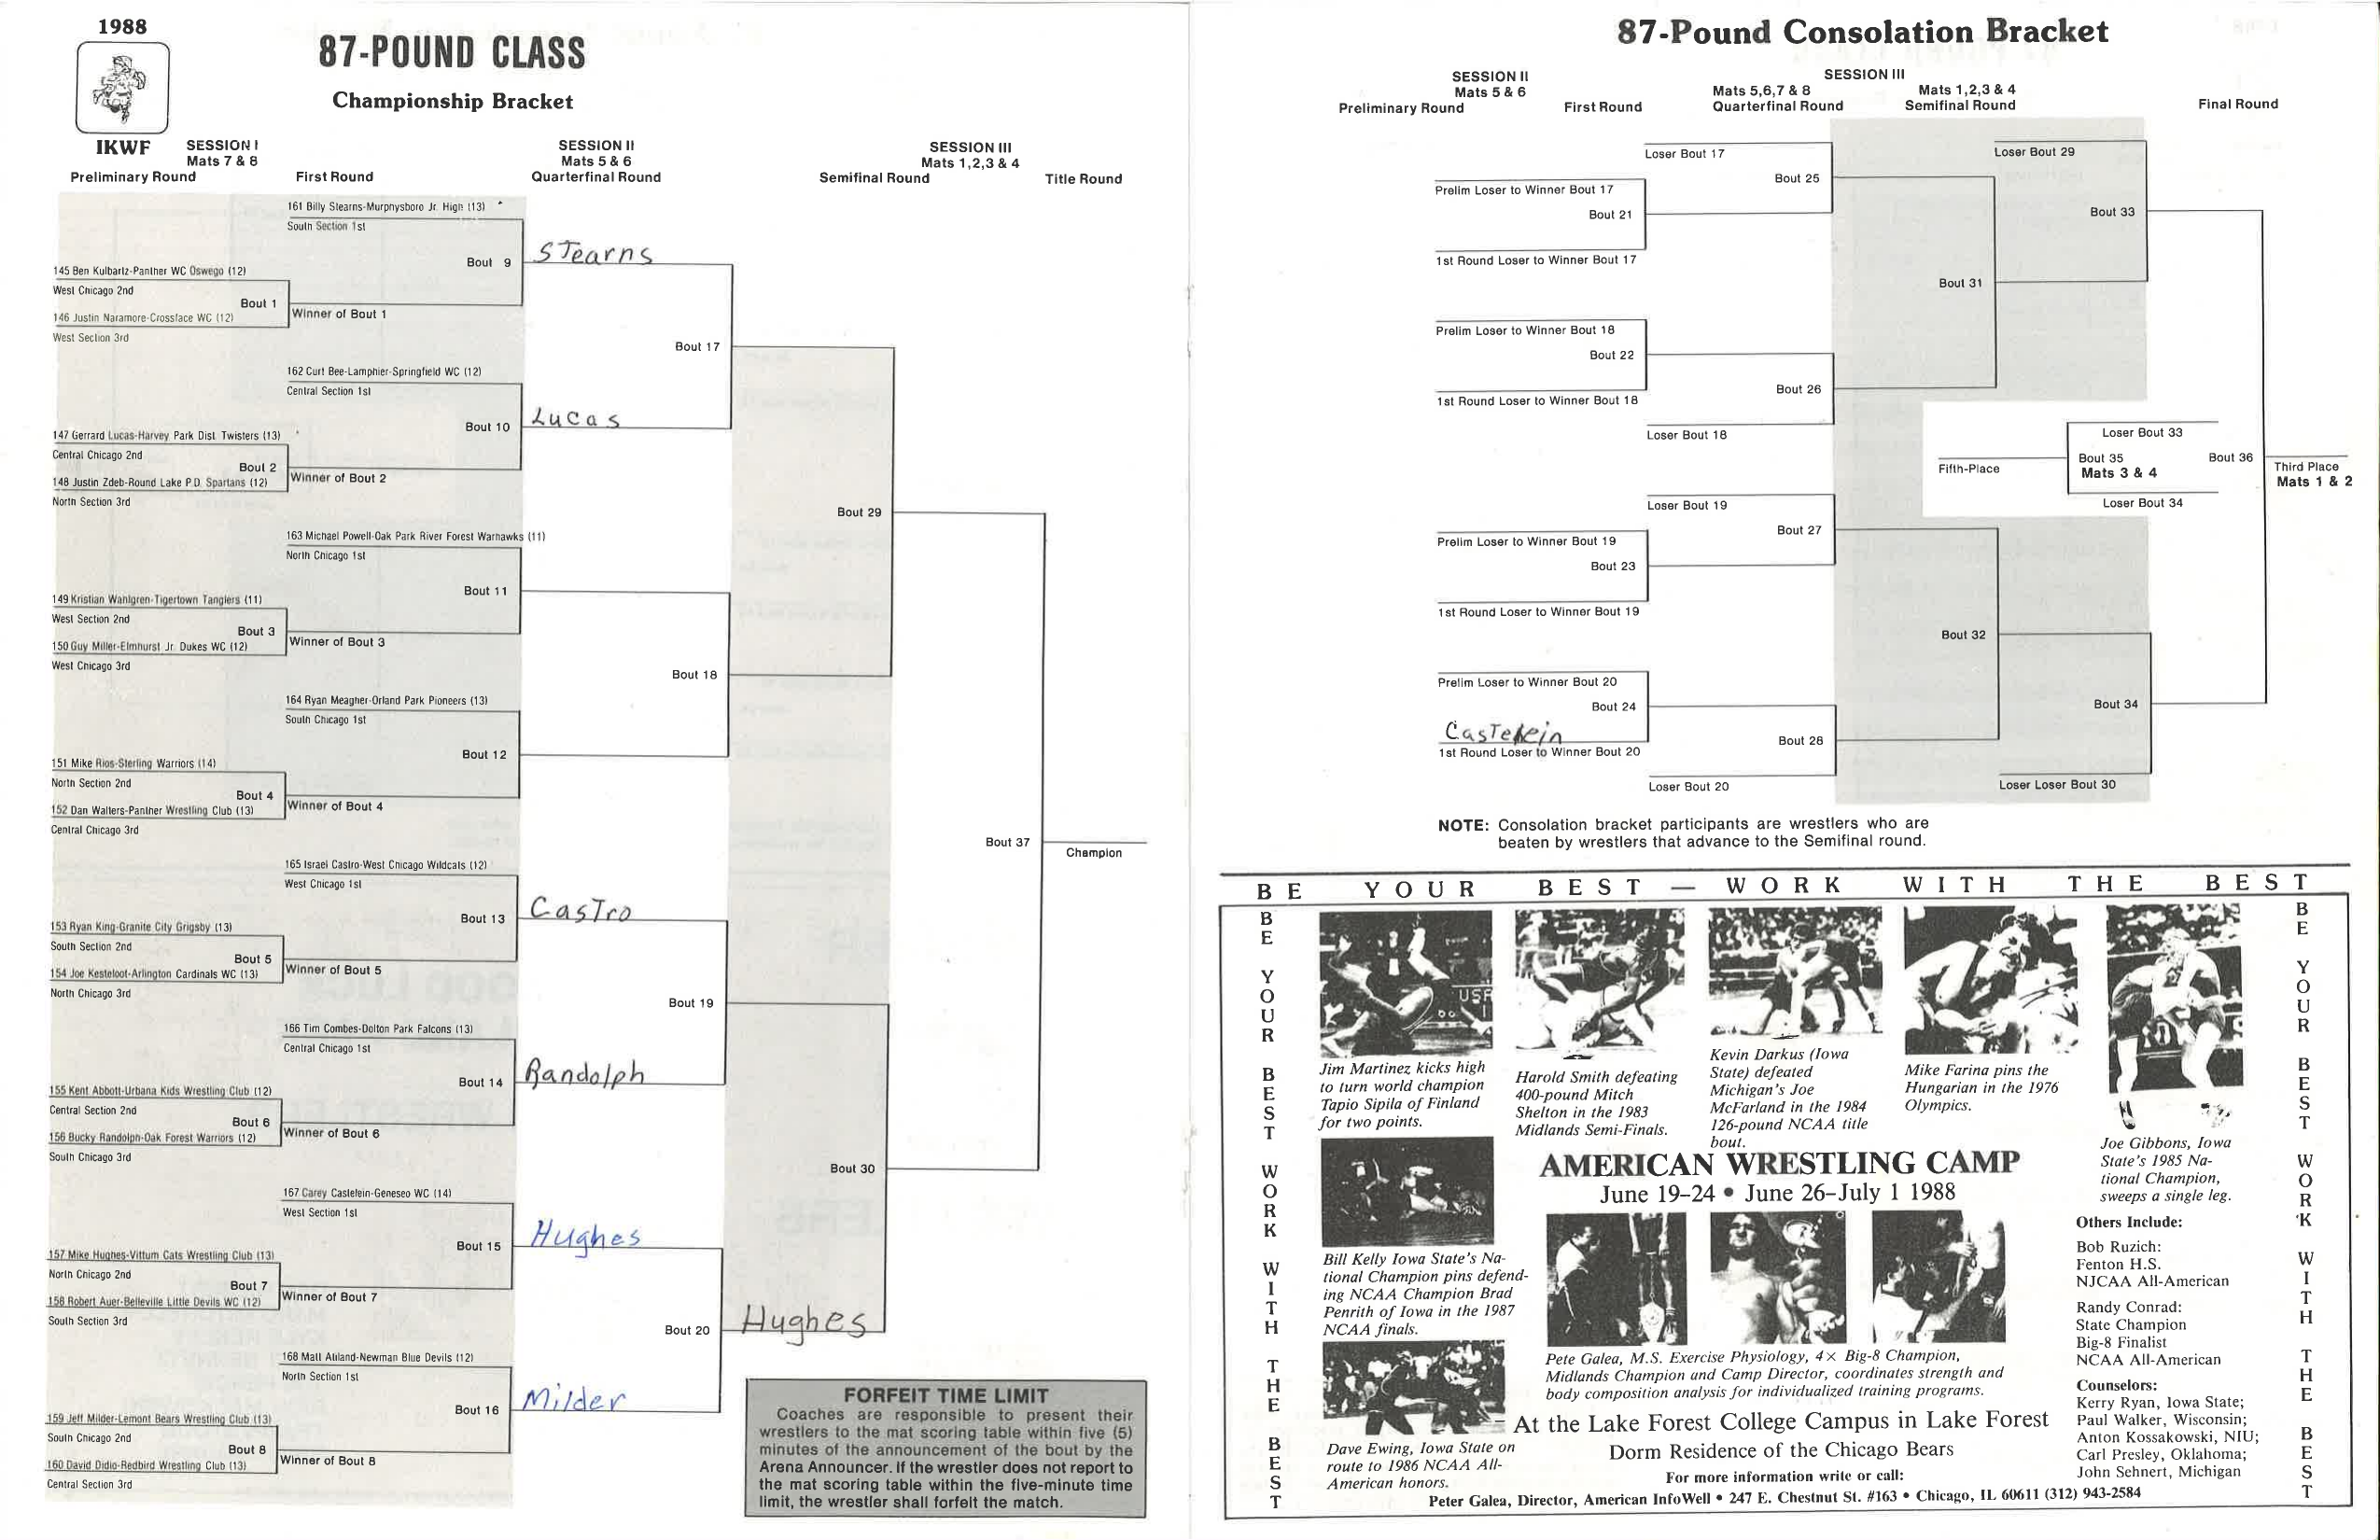 1988
87-POUND CLASS
Championship Bracket
IKWF
SESSION I
Mats 7 & 8
Preliminary Round
First Round
SESSION II
Mats 5 & 6
Quarterfinal Round
SESSION III
Mats 1,2,3 & 4
Semifinal Round
Title Round
161 Billy Stearns-Murpnysboro Jr. High (13)
South Section 1st
Bout 9
Stearns
145 Ben Kulbartz-Panther WC Oswego (12)
West Chicago 2nd
Bout 1
146 Justin Naramore-Crossface WC (12)
West Section 3rd
Winner of Bout 1
Bout 17
162 Curt Bee-Lamphier-Springfield WC (12)
Central Section 1st
Bout 10
Lucas
147 Gerrard Lucas-Harvey Park Dist. Twisters (13)
Central Chicago 2nd
Bout 2
148 Justin Zdeb-Round Lake P.D. Spartans (12)
North Section 3rd
Winner of Bout 2
Bout 29
163 Michael Powell-Oak Park River Forest Warhawks (11)
North Chicago 1st
Bout 11
149 Kristian Wahlgren-Tigertown Tanglers (11)
West Section 2nd
Bout 3
150 Guy Miller-Elmhurst Jr. Dukes WC (12)
West Chicago 3rd
Winner of Bout 3
Bout 18
164 Ryan Meagher-Orland Park Pioneers (13)
South Chicago 1st
Bout 12
151 Mike Rios-Sterling Warriors (14)
North Section 2nd
Bout 4
152 Dan Walters-Panther Wrestling Club (13)
Central Chicago 3rd
Winner of Bout 4
Bout 37
Champion
165 Israel Castro-West Chicago Wildcats (12)
West Chicago 1st
Bout 13
Castro
153 Ryan King-Granite City Grigsby (13)
South Section 2nd
Bout 5
154 Joe Kesteloot-Arlington Cardinals WC (13)
North Chicago 3rd
Winner of Bout 5
Bout 19
166 Tim Combes-Dolton Park Falcons (13)
Central Chicago 1st
Bout 14
Randolph
155 Kent Abbott-Urbana Kids Wrestling Club (12)
Central Section 2nd
Bout 6
156 Bucky Randolph-Oak Forest Warriors (12)
South Chicago 3rd
Winner of Bout 6
Bout 30
167 Carey Castelein-Geneseo WC (14)
West Section 1st
Bout 15
Hughes
157 Mike Hughes-Vittum Cats Wrestling Club (13)
North Chicago 2nd
Bout 7
158 Robert Auer-Belleville Little Devils WC (12)
South Section 3rd
Winner of Bout 7
Bout 20
Hughes
168 Matt Atiland-Newman Blue Devils (12)
North Section 1st
Bout 16
Milder
159 Jeff Milder-Lemont Bears Wrestling Club (13)
South Chicago 2nd
Bout 8
160 David Didio-Redbird Wrestling Club (13)
Central Section 3rd
Winner of Bout 8
FORFEIT TIME LIMIT
Coaches are responsible to present their
wrestlers to the mat scoring table within five (5)
minutes of the announcement of the bout by the
Arena Announcer. If the wrestler does not report to
the mat scoring table within the five-minute time
limit, the wrestler shall forfeit the match.
87-Pound Consolation Bracket
SESSION II
Mats 5 & 6
Preliminary Round
First Round
SESSION III
Mats 5,6,7 & 8
Quarterfinal Round
Mats 1,2,3 & 4
Semifinal Round
Final Round
Loser Bout 17
Bout 25
Prelim Loser to Winner Bout 17
Bout 21
1st Round Loser to Winner Bout 17
Loser Bout 29
Bout 33
Bout 31
Prelim Loser to Winner Bout 18
Bout 22
1st Round Loser to Winner Bout 18
Bout 26
Loser Bout 18
Loser Bout 33
Fifth-Place
Bout 35
Mats 3 & 4
Bout 36
Loser Bout 34
Third Place
Mats 1 & 2
Loser Bout 19
Bout 27
Prelim Loser to Winner Bout 19
Bout 23
1st Round Loser to Winner Bout 19
Bout 32
Prelim Loser to Winner Bout 20
Bout 24
Castelein
1st Round Loser to Winner Bout 20
Bout 28
Loser Bout 20
Bout 34
Loser Loser Bout 30
NOTE: Consolation bracket participants are wrestlers who are
beaten by wrestlers that advance to the Semifinal round.
BE YOUR BEST — WORK WITH THE BEST
BE YOUR BEST WORK WITH THE BEST
Jim Martinez kicks high
to turn world champion
Tapio Sipila of Finland
for two points.
Harold Smith defeating
400-pound Mitch
Shelton in the 1983
Midlands Semi-Finals.
Kevin Darkus (Iowa
State) defeated
Michigan's Joe
McFarland in the 1984
126-pound NCAA title
bout.
Mike Farina pins the
Hungarian in the 1976
Olympics.
Joe Gibbons, Iowa
State's 1985 Na-
tional Champion,
sweeps a single leg.
AMERICAN WRESTLING CAMP
June 19-24 • June 26-July 1 1988
Bill Kelly Iowa State's Na-
tional Champion pins defend-
ing NCAA Champion Brad
Penrith of Iowa in the 1987
NCAA finals.
Others Include:
Bob Ruzich:
Fenton H.S.
NJCAA All-American
Randy Conrad:
State Champion
Big-8 Finalist
NCAA All-American
Counselors:
Kerry Ryan, Iowa State;
Paul Walker, Wisconsin;
Anton Kossakowski, NIU;
Carl Presley, Oklahoma;
John Sehnert, Michigan
Pete Galea, M.S. Exercise Physiology, 4× Big-8 Champion,
Midlands Champion and Camp Director, coordinates strength and
body composition analysis for individualized training programs.
Dave Ewing, Iowa State on
route to 1986 NCAA All-
American honors.
At the Lake Forest College Campus in Lake Forest
Dorm Residence of the Chicago Bears
For more information write or call:
Peter Galea, Director, American InfoWell • 247 E. Chestnut St. #163 • Chicago, IL 60611 (312) 943-2584
BE YOUR BEST WORK WITH THE BEST